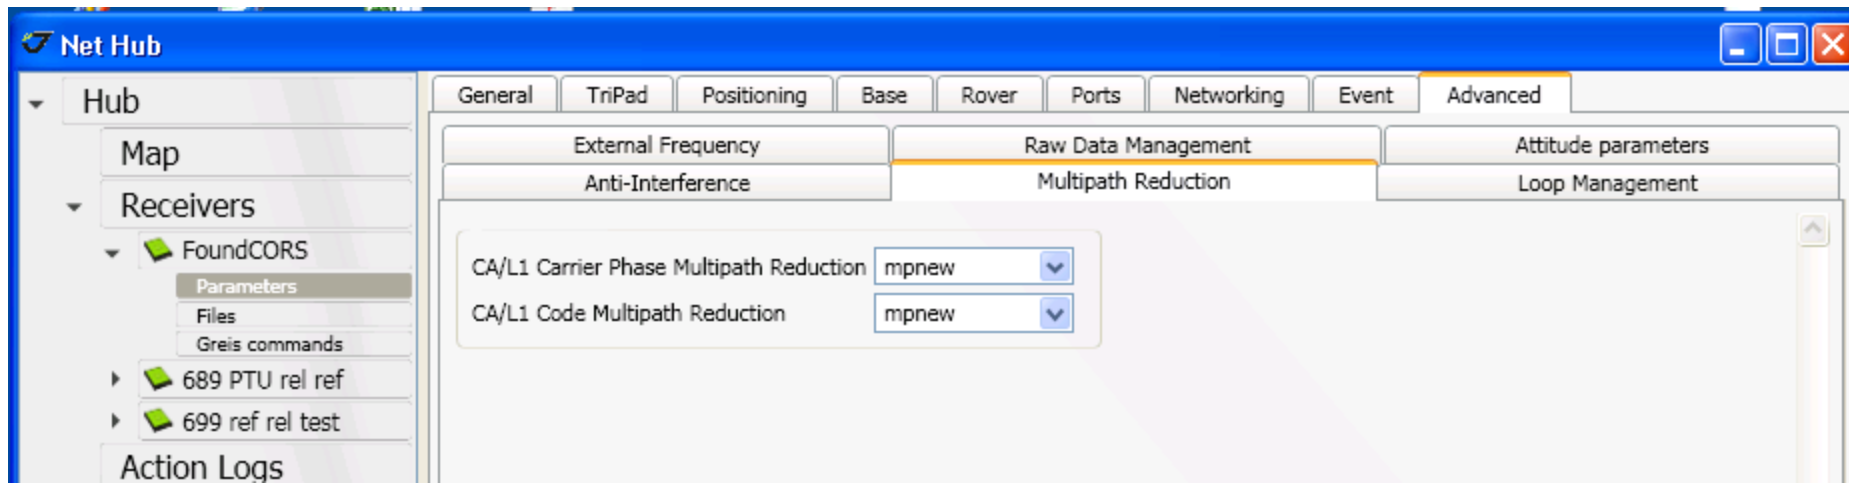 Net Hub
Hub
Map
Receivers
FoundCORS
Parameters
Files
Greis commands
689 PTU rel ref
699 ref rel test
Action Logs
General TriPad Positioning Base Rover Ports Networking Event Advanced
External Frequency Raw Data Management Attitude parameters
Anti-Interference Multipath Reduction Loop Management
CA/L1 Carrier Phase Multipath Reduction mpnew
CA/L1 Code Multipath Reduction mpnew